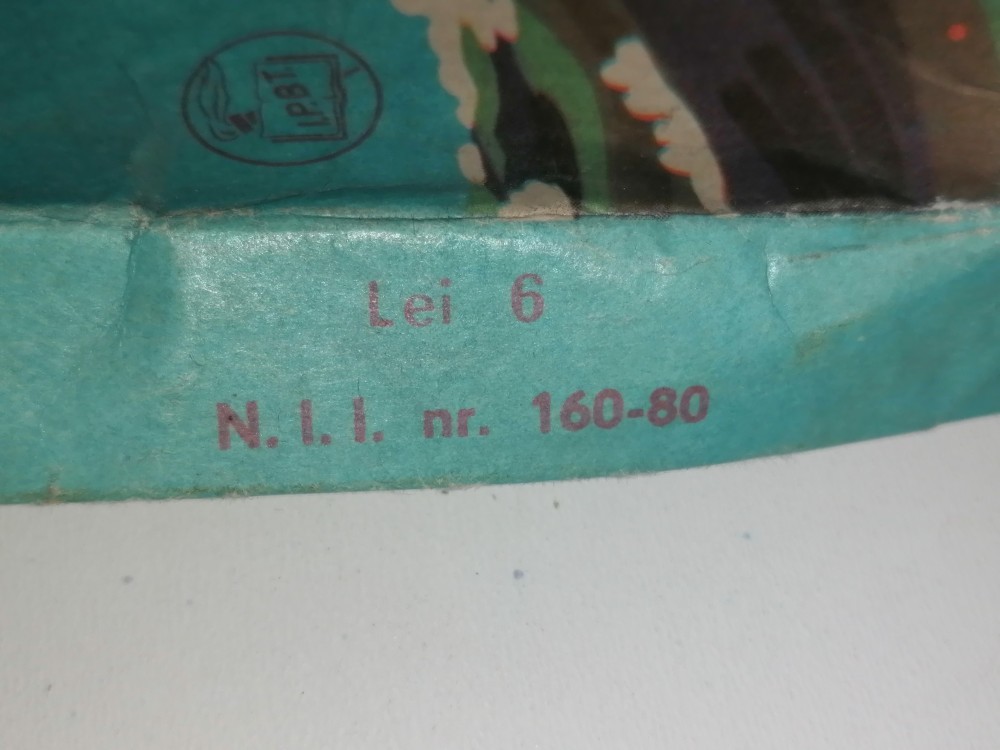 I.P.B.T.
Lei 6
N. I. I. nr. 160-80